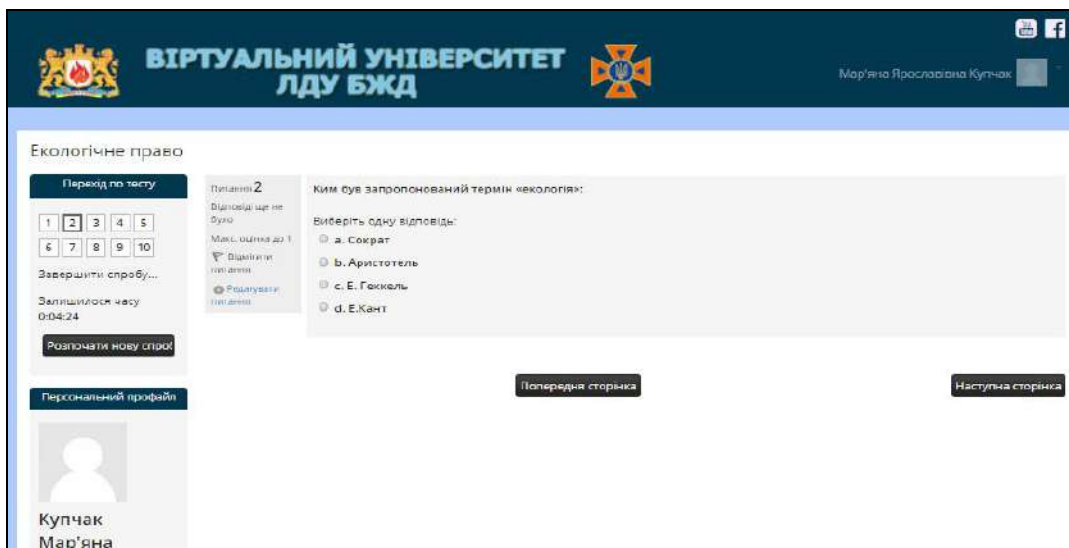 You Tube f
ВІРТУАЛЬНИЙ УНІВЕРСИТЕТ
ЛДУ БЖД
Мар'яна Ярославівна Купчак
Екологічне право
Перехід по тесту
1 2 3 4 5
6 7 8 9 10
Завершити спробу...
Залишилося часу
0:04:24
Розпочати нову спроб
Питання 2
Відповіді ще не
було
Макс. оцінка до 1
Відмітити
питання
Редагувати
питання
Ким був запропонований термін «екологія»:
Виберіть одну відповідь:
a. Сократ
b. Аристотель
c. Е. Геккель
d. Е.Кант
Попередня сторінка
Наступна сторінка
Персональний профайл
Купчак
Мар'яна